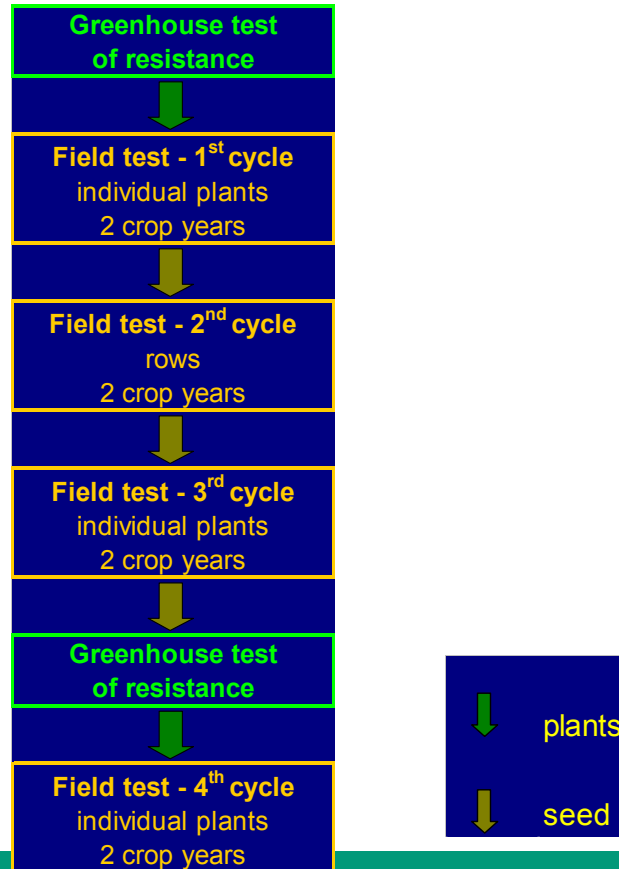 Greenhouse test
of resistance
Field test - 1st cycle
individual plants
2 crop years
Field test - 2nd cycle
rows
2 crop years
Field test - 3rd cycle
individual plants
2 crop years
Greenhouse test
of resistance
Field test - 4th cycle
individual plants
2 crop years
plants
seed